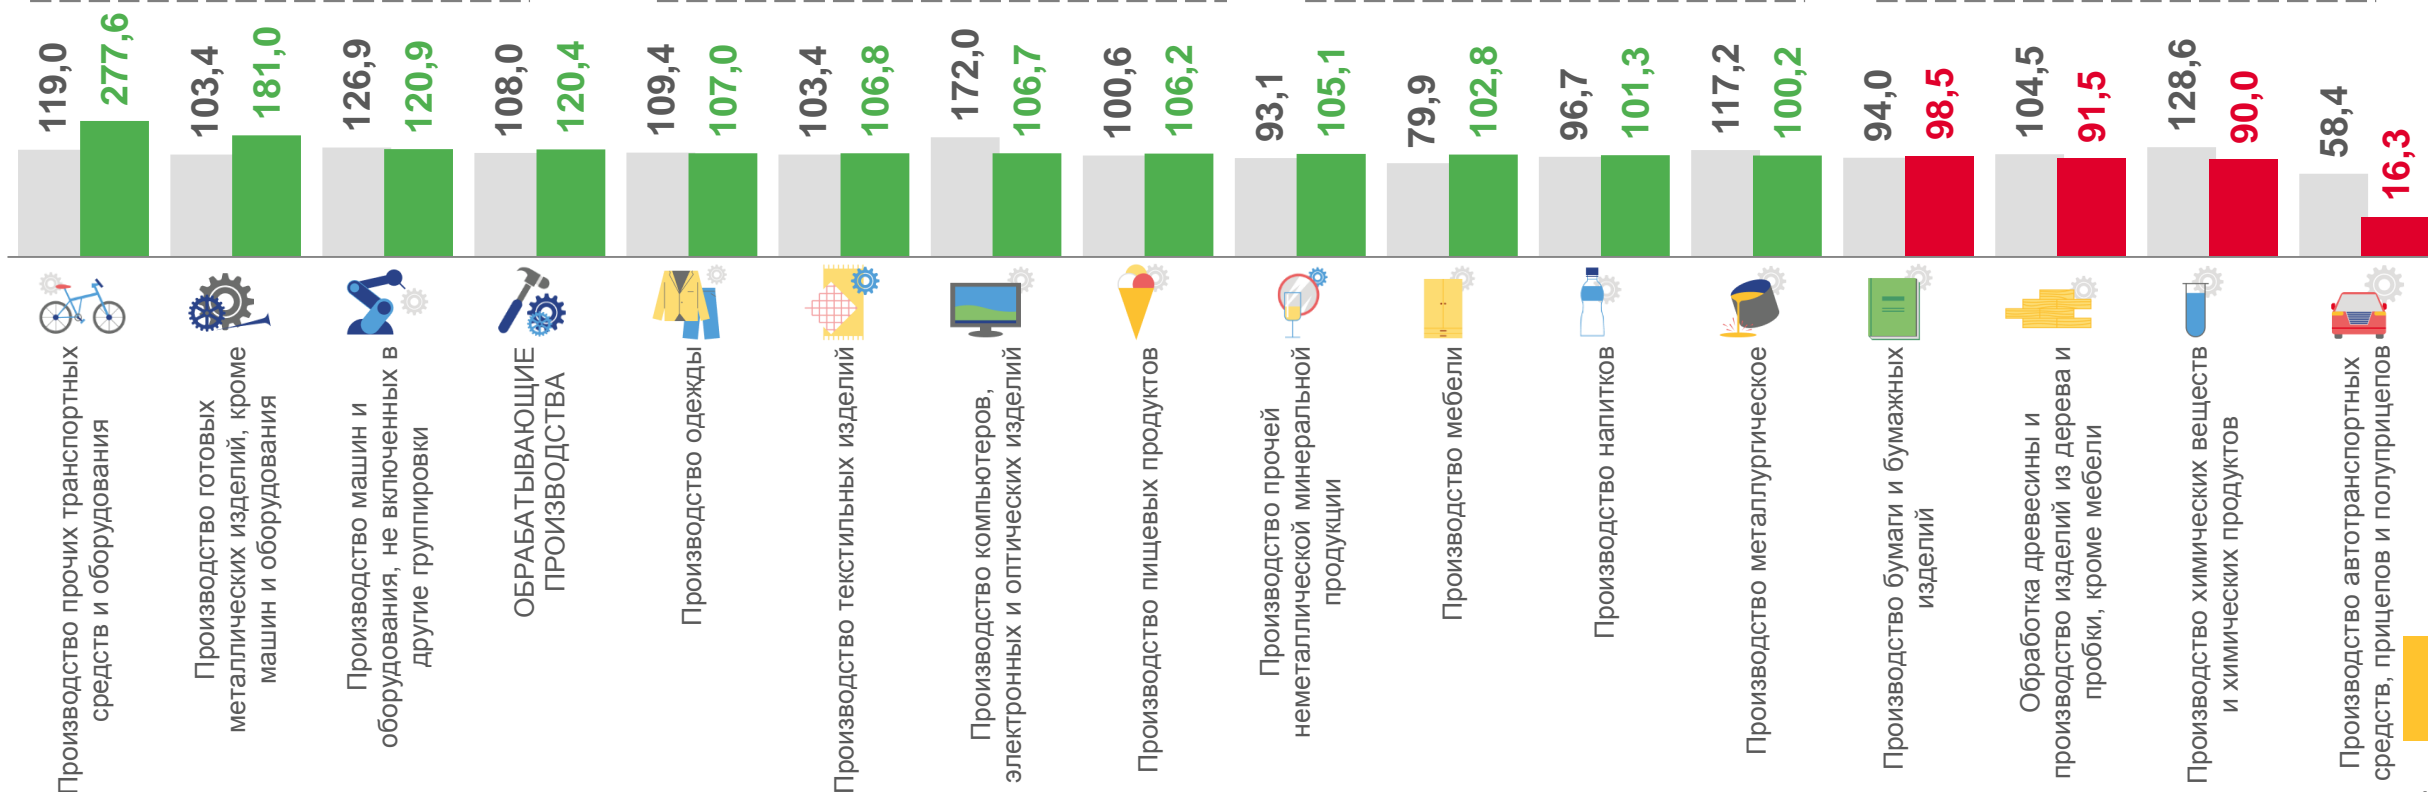 119,0
277,6
103,4
181,0
126,9
120,9
108,0
120,4
109,4
107,0
103,4
106,8
172,0
106,7
100,6
106,2
93,1
105,1
79,9
102,8
96,7
101,3
117,2
100,2
94,0
98,5
104,5
91,5
128,6
90,0
58,4
16,3
Производство прочих транспортных
средств и оборудования
Производство готовых
металлических изделий, кроме
машин и оборудования
Производство машин и
оборудования, не включенных в
другие группировки
ОБРАБАТЫВАЮЩИЕ
ПРОИЗВОДСТВА
Производство одежды
Производство текстильных изделий
Производство компьютеров,
электронных и оптических изделий
Производство пищевых продуктов
Производство прочей
неметаллической минеральной
продукции
Производство мебели
Производство напитков
Производство металлургическое
Производство бумаги и бумажных
изделий
Обработка древесины и
производство изделий из дерева и
пробки, кроме мебели
Производство химических веществ
и химических продуктов
Производство автотранспортных
средств, прицепов и полуприцепов